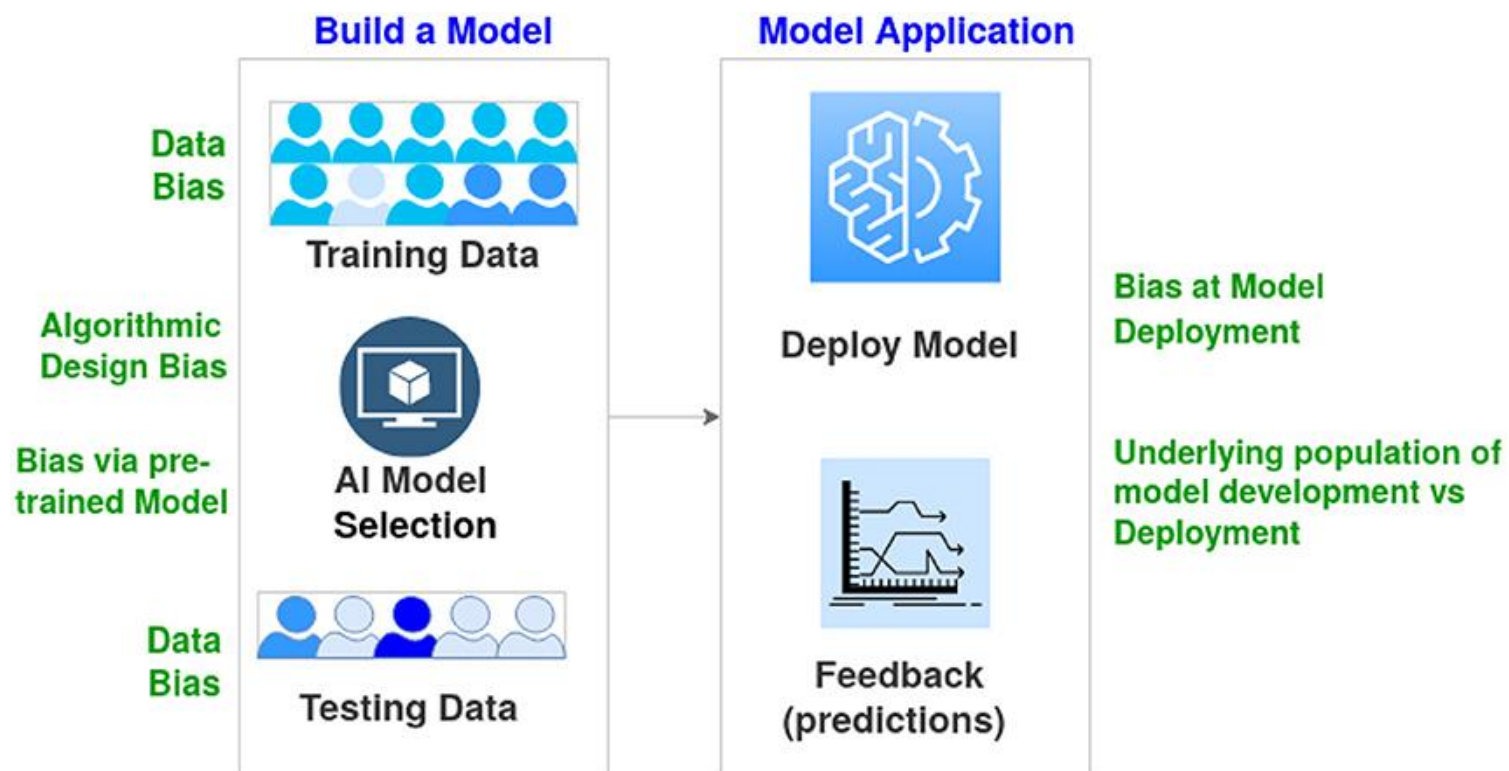 Build a Model
Model Application
Data
Bias
Training Data
Algorithmic
Design Bias
Bias via pre-
trained Model
AI Model
Selection
Data
Bias
Testing Data
Deploy Model
Bias at Model
Deployment
Underlying population of
model development vs
Deployment
Feedback
(predictions)